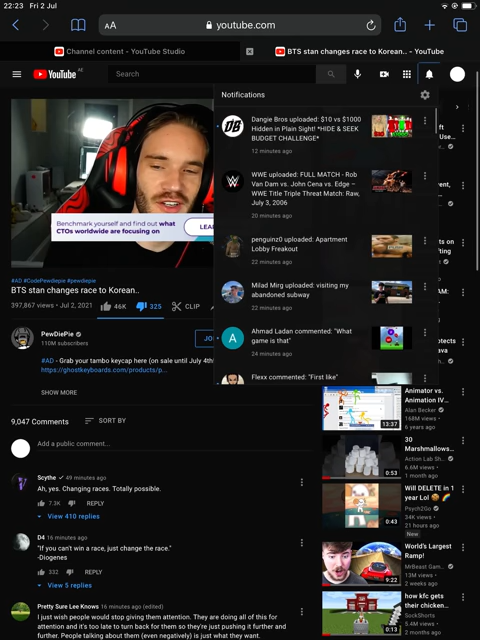 22:23 Fri 2 Jul
AA
youtube.com
Channel content - YouTube Studio
BTS stan changes race to Korean.. - YouTube
YouTube AE
Search
Notifications
DB
Dangie Bros uploaded: $10 vs $1000
Hidden in Plain Sight! *HIDE & SEEK
BUDGET CHALLENGE*
12 minutes ago
WWE uploaded: FULL MATCH - Rob
Van Dam vs. John Cena vs. Edge –
WWE Title Triple Threat Match: Raw,
July 3, 2006
20 minutes ago
penguinz0 uploaded: Apartment
Lobby Freakout
22 minutes ago
Milad Mirg uploaded: visiting my
abandoned subway
22 minutes ago
A
Ahmad Ladan commented: "What
game is that"
24 minutes ago
Flexx commented: "First like"
Benchmark yourself and find out what
CTOs worldwide are focusing on
LEA
#AD #CodePewdiepie #pewdiepie
BTS stan changes race to Korean..
397,867 views • Jul 2, 2021
46K
325
CLIP
PewDiePie
110M subscribers
JO
#AD - Grab your tambo keycap here (on sale until July 4th
https://ghostkeyboards.com/products/p...
SHOW MORE
9,047 Comments
SORT BY
Add a public comment...
Scythe 49 minutes ago
Ah, yes. Changing races. Totally possible.
7.3K
REPLY
View 410 replies
D4 16 minutes ago
"If you can't win a race, just change the race."
-Diogenes
332
REPLY
View 5 replies
Pretty Sure Lee Knows 16 minutes ago (edited)
I just wish people would stop giving them attention. They are doing all of this for
attention and it's too late to turn back for them so they're just pushing it further and
further. People talking about them (even negatively) is just what they want.
13:37
Animator vs.
Animation IV...
Alan Becker
168M views •
6 years ago
0:53
30
Marshmallows...
Action Lab Sh...
6.6M views •
1 month ago
0:43
Will DELETE in 1
year Lol
Psych2Go
34K views •
21 hours ago
New
9:22
World's Largest
Ramp!
MrBeast Gam...
13M views •
2 weeks ago
0:13
how kfc gets
their chicken...
SockShorts
5.4M views •
2 months ago